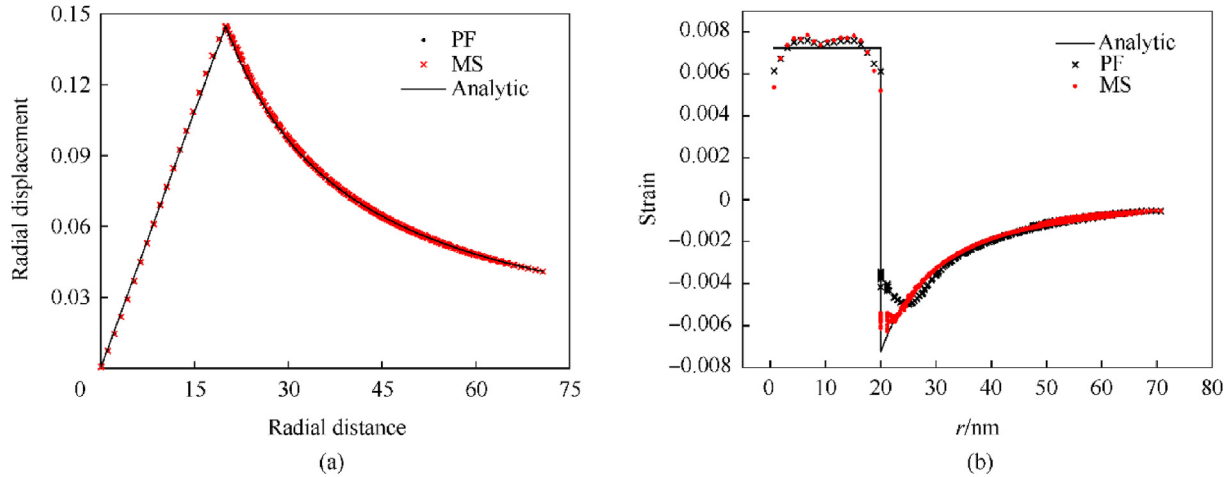 0.15
0.12
0.09
0.06
0.03
0
15
30
45
60
75
Radial displacement
Radial distance
PF
MS
Analytic
(a)
0.008
0.006
0.004
0.002
0
−0.002
−0.004
−0.006
−0.008
0
10
20
30
40
50
60
70
80
Strain
r/nm
Analytic
PF
MS
(b)